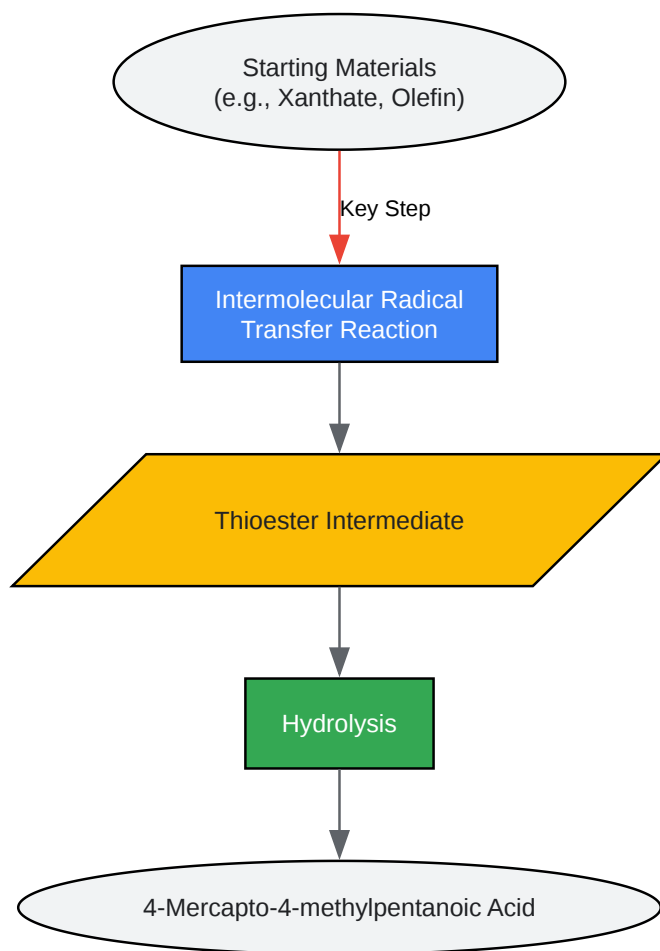 Starting Materials
(e.g., Xanthate, Olefin)
Key Step
Intermolecular Radical
Transfer Reaction
Thioester Intermediate
Hydrolysis
4-Mercapto-4-methylpentanoic Acid